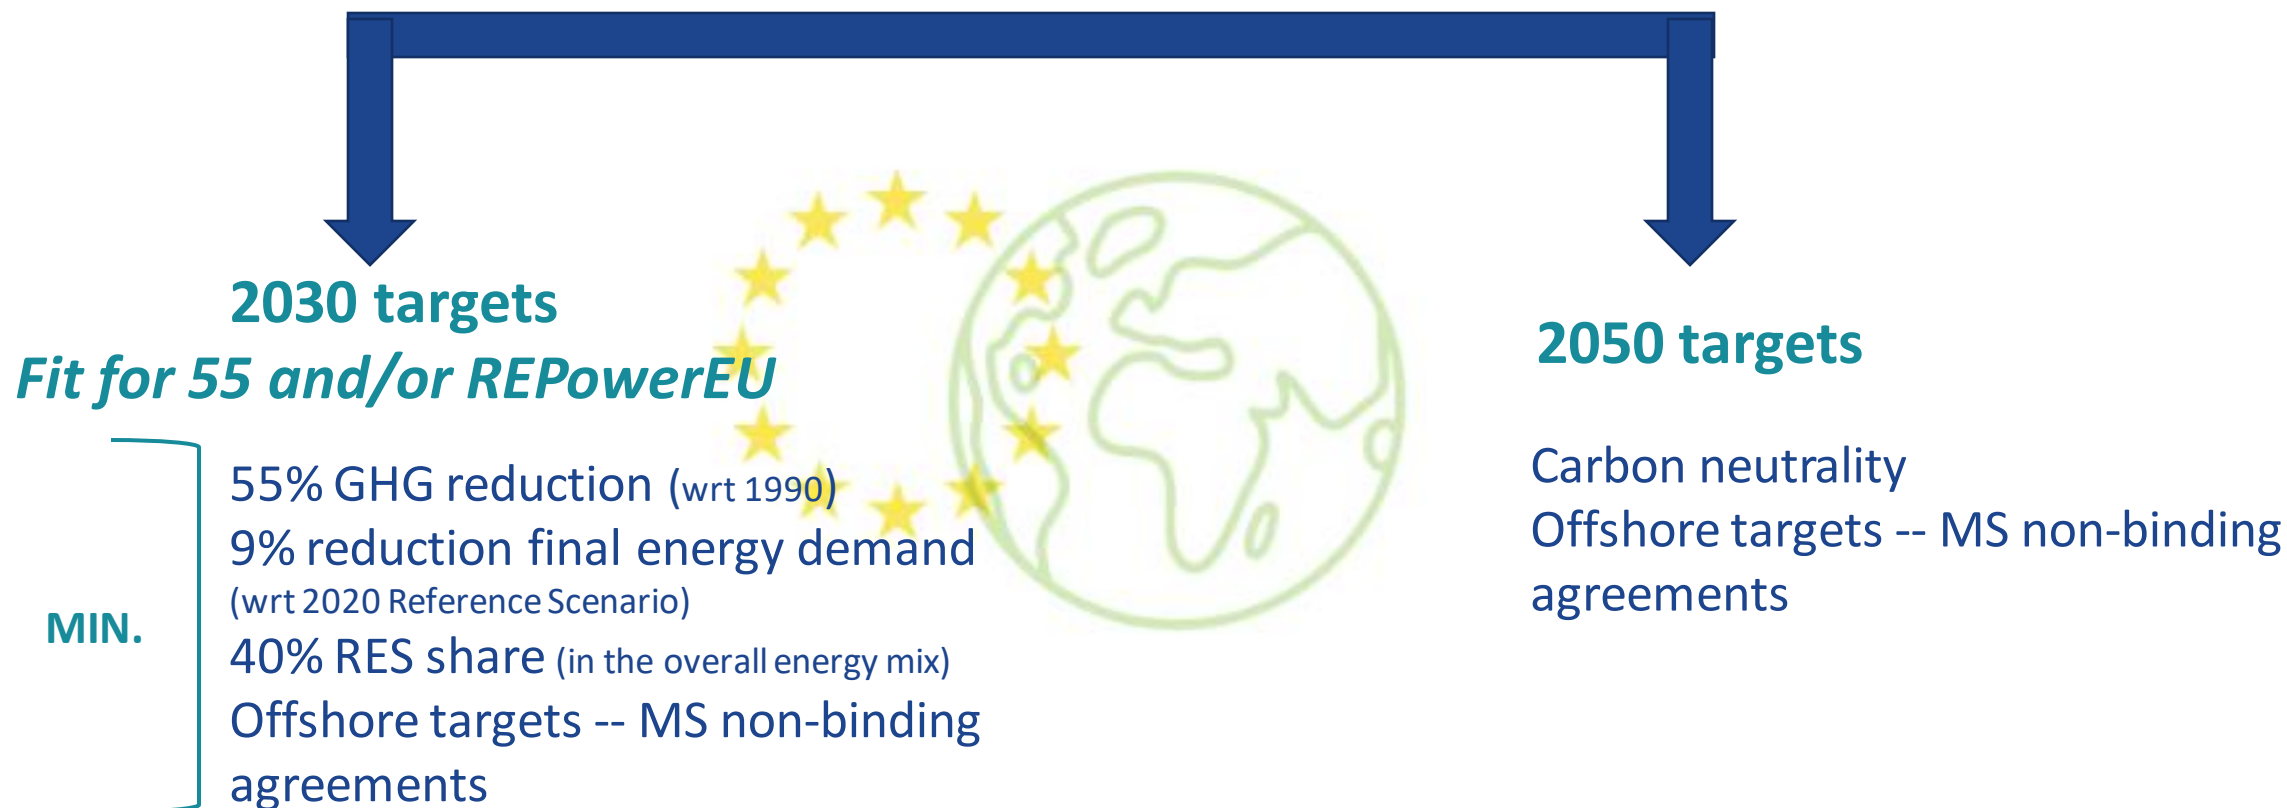 2030 targets
Fit for 55 and/or REPowerEU
MIN.
55% GHG reduction (wrt 1990)
9% reduction final energy demand
(wrt 2020 Reference Scenario)
40% RES share (in the overall energy mix)
Offshore targets -- MS non-binding
agreements
2050 targets
Carbon neutrality
Offshore targets -- MS non-binding
agreements